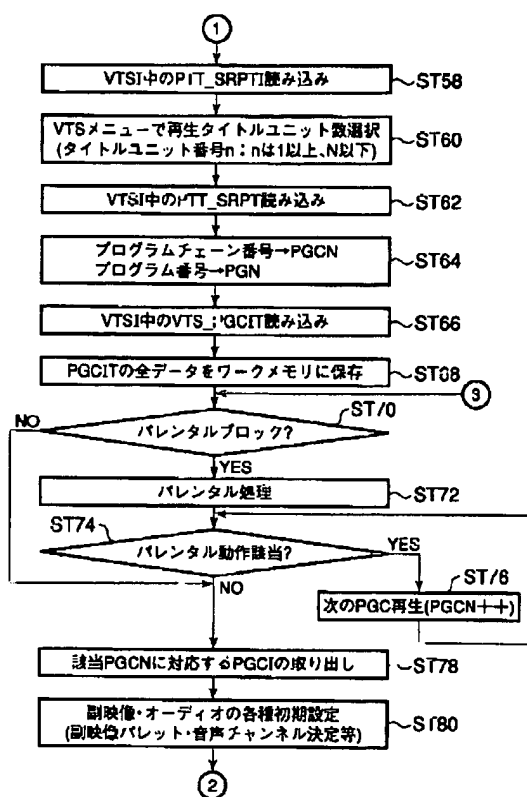 1
VTSI中のPTT_SRPTI読み込み
ST58
VTSメニューで再生タイトルユニット数選択
(タイトルユニット番号n:nは1以上、N以下)
ST60
VTSI中のPTT_SRPT読み込み
ST62
プログラムチェーン番号→PGCN
プログラム番号→PGN
ST64
VTSI中のVTS_PGCIT読み込み
ST66
PGCITの全データをワークメモリに保存
ST68
3
ST70
NO
パレンタルブロック?
YES
パレンタル処理
ST72
ST74
パレンタル動作該当?
YES
NO
ST76
次のPGC再生(PGCN++)
該当PGCNに対応するPGCIの取り出し
ST78
副映像・オーディオの各種初期設定
(副映像パレット・音声チャンネル決定等)
ST80
2